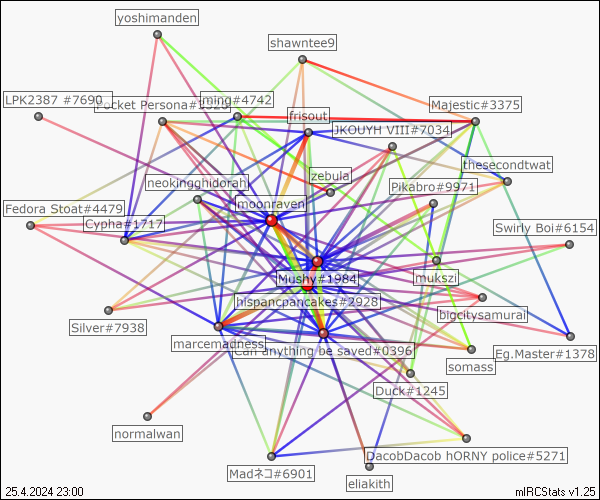 yoshimanden
shawntee9
LPK2387 #7690
Pocket Persona#1326
ming#4742
Majestic#3375
frisout
JKOUYH VIII#7034
thesecondtwat
zebula
neokingghidorah
Pikabro#9971
moonraven
Fedora Stoat#4479
Cypha#1717
Swirly Boi#6154
Mushy#1984
mukszi
hispancpancakes#2928
bigcitysamurai
Silver#7938
marcemadness
Can anything be saved#0396
Eg.Master#1378
somass
Duck#1245
normalwan
DacobDacob hORNY police#5271
Madネコ#6901
eliakith
25.4.2024 23:00
mIRCStats v1.25